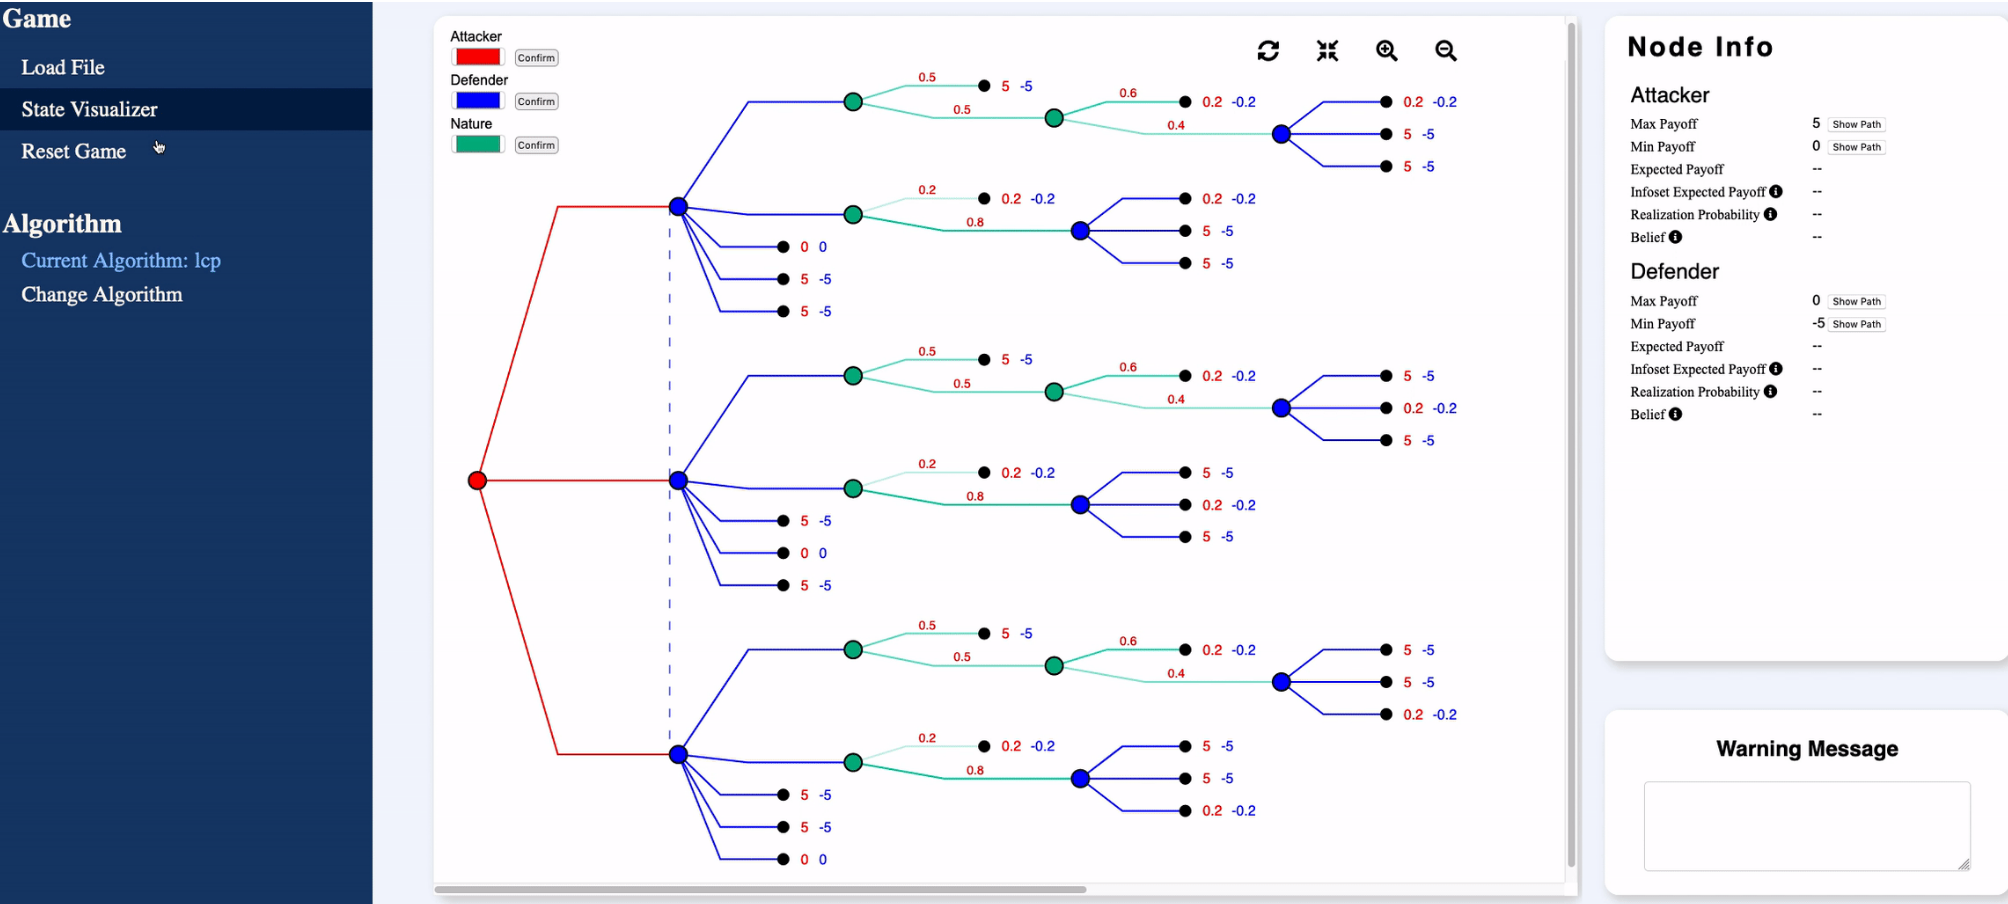 Game
Load File
State Visualizer
Reset Game
Algorithm
Current Algorithm: lcp
Change Algorithm
Attacker
Confirm
Defender
Confirm
Nature
Confirm
0.5
5 -5
0.5
0.6
0.2 -0.2
0.4
0.2 -0.2
5 -5
5 -5
0.2
0.2 -0.2
0.8
0.2 -0.2
5 -5
5 -5
0 0
5 -5
5 -5
0.5
5 -5
0.5
0.6
0.2 -0.2
0.4
5 -5
0.2 -0.2
5 -5
0.2
0.2 -0.2
0.8
5 -5
0.2 -0.2
5 -5
5 -5
0 0
5 -5
0.5
5 -5
0.5
0.6
0.2 -0.2
0.4
5 -5
5 -5
0.2 -0.2
0.2
0.2 -0.2
0.8
5 -5
5 -5
0.2 -0.2
5 -5
5 -5
0 0
Node Info
Attacker
Max Payoff 5 Show Path
Min Payoff 0 Show Path
Expected Payoff --
Infoset Expected Payoff --
Realization Probability --
Belief --
Defender
Max Payoff 0 Show Path
Min Payoff -5 Show Path
Expected Payoff --
Infoset Expected Payoff --
Realization Probability --
Belief --
Warning Message